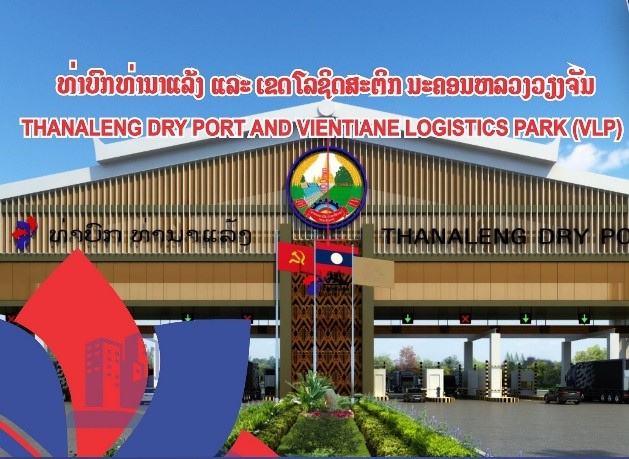 ທ່າບົກທ່ານາແລ້ງ ແລະ ເຂດໂລຊິດສະຕິກ ນະຄອນຫລວງວຽງຈັນ
THANALENG DRY PORT AND VIENTIANE LOGISTICS PARK (VLP)
ທ່າບົກ ທ່ານາແລ້ງ THANALENG DRY PO